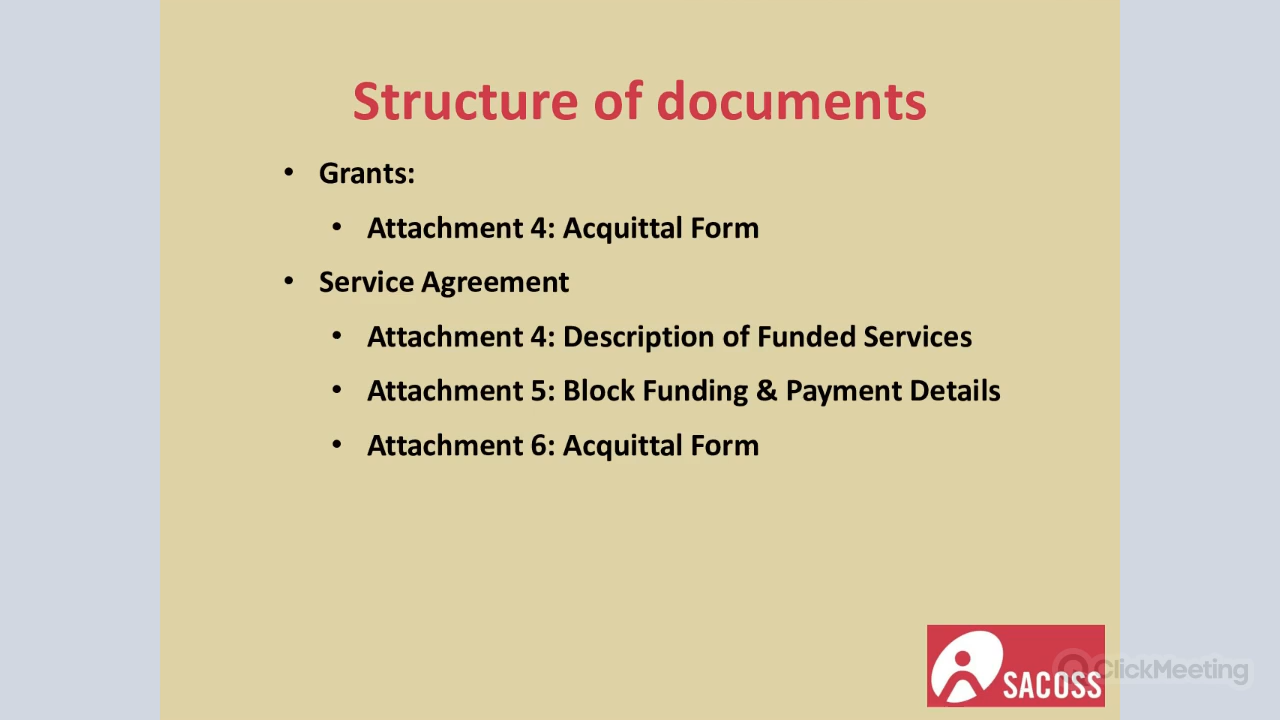 Structure of documents
• Grants:
• Attachment 4: Acquittal Form
• Service Agreement
• Attachment 4: Description of Funded Services
• Attachment 5: Block Funding & Payment Details
• Attachment 6: Acquittal Form
SACOSS
ClickMeeting